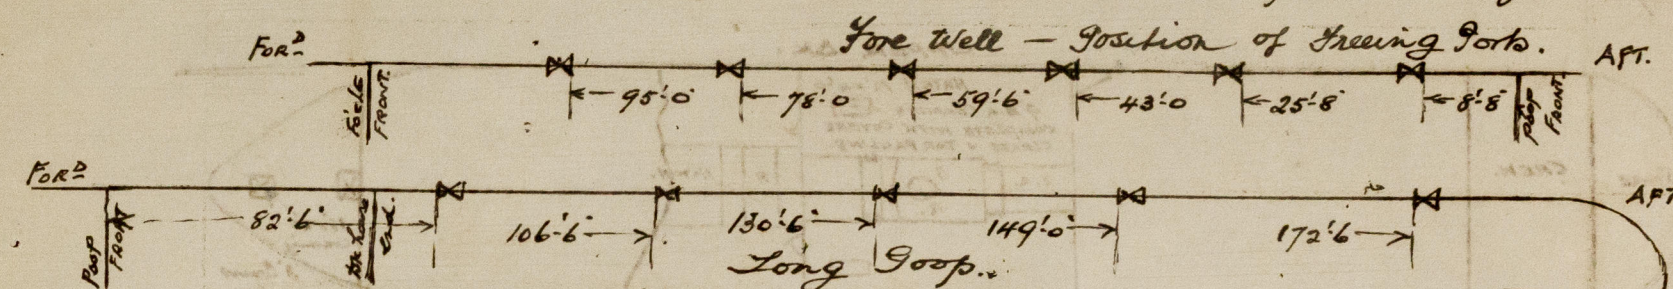 Fore Well — Position of Freeing Ports.
FORD AFT.
FO'C'LE FRONT.
95'-0" 78'-0 59'-6" 43'-0 25'-8" 8'-8"
POOP FRONT.
FORD AFT
POOP FRONT
82'-6" 106'-6" 130'-6" 149'-0" 172'-6
End.
Long Poop.